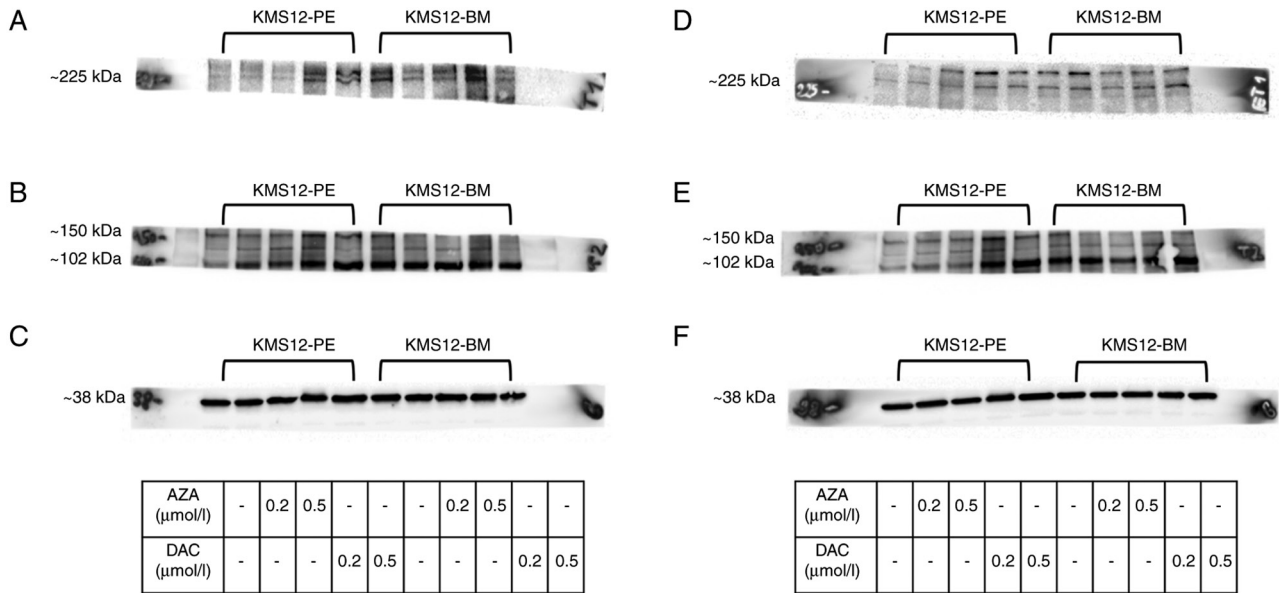 A
KMS12-PE
KMS12-BM
~225 kDa
T1
B
KMS12-PE
KMS12-BM
~150 kDa
~102 kDa
C
KMS12-PE
KMS12-BM
~38 kDa
AZA
(μmol/l)
- - 0.2 0.5 - - - 0.2 0.5 - -
DAC
(μmol/l)
- - - - 0.2 0.5 - - - 0.2 0.5
D
KMS12-PE
KMS12-BM
~225 kDa
225-
E
KMS12-PE
KMS12-BM
~150 kDa
~102 kDa
F
KMS12-PE
KMS12-BM
~38 kDa
AZA
(μmol/l)
- 0.2 0.5 - - - 0.2 0.5 - -
DAC
(μmol/l)
- - - 0.2 0.5 - - - 0.2 0.5